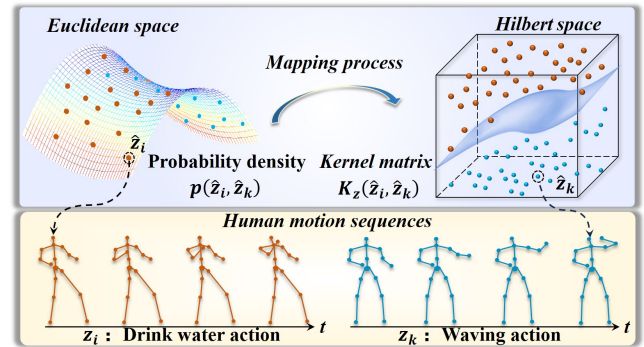 Euclidean space
Hilbert space
Mapping process
ẑᵢ
Probability density
p(ẑᵢ,ẑₖ)
Kernel matrix
K_z(ẑᵢ,ẑₖ)
ẑₖ
Human motion sequences
t
t
zᵢ : Drink water action
zₖ : Waving action